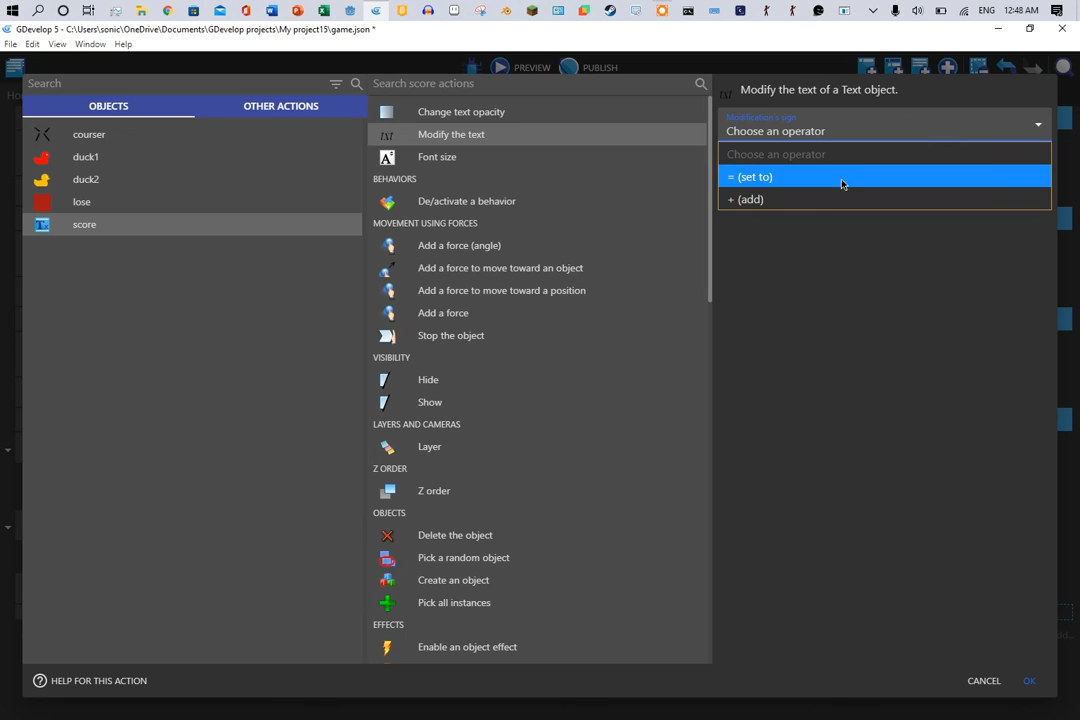 12:48 AM
ENG
GDevelop 5 - C:\Users\sonic\OneDrive\Documents\GDevelop projects\My project15\game.json *
File Edit View Window Help
PREVIEW PUBLISH
Search
OBJECTS OTHER ACTIONS
courser
duck1
duck2
lose
score
Search score actions
Change text opacity
Modify the text
Font size
BEHAVIORS
De/activate a behavior
MOVEMENT USING FORCES
Add a force (angle)
Add a force to move toward an object
Add a force to move toward a position
Add a force
Stop the object
VISIBILITY
Hide
Show
LAYERS AND CAMERAS
Layer
Z ORDER
Z order
OBJECTS
Delete the object
Pick a random object
Create an object
Pick all instances
EFFECTS
Enable an object effect
Modify the text of a Text object.
Modification's sign
Choose an operator
Choose an operator
= (set to)
+ (add)
HELP FOR THIS ACTION
CANCEL OK